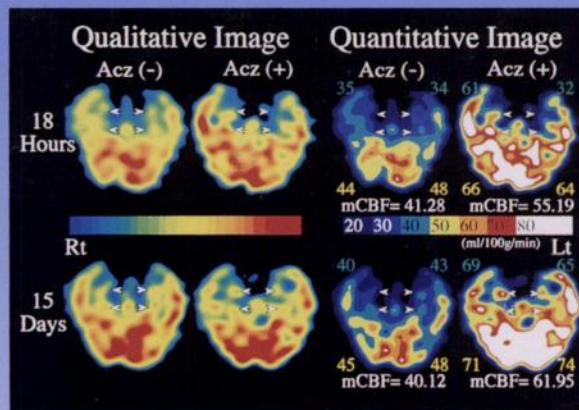 Qualitative Image Quantitative Image
Acz (-) Acz (+) Acz (-) Acz (+)
35 34 61 32
18
Hours
44 48 66 64
mCBF= 41.28 mCBF= 55.19
20 30 40 50 60 70 80
Rt (ml/100g/min) Lt
40 43 69 65
15
Days
45 48 71 74
mCBF= 40.12 mCBF= 61.95